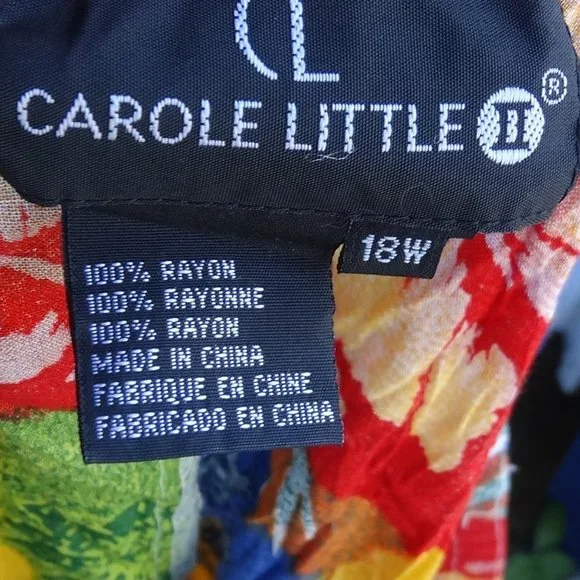 CL
CAROLE LITTLE II ®
18W
100% RAYON
100% RAYONNE
100% RAYON
MADE IN CHINA
FABRIQUE EN CHINE
FABRICADO EN CHINA